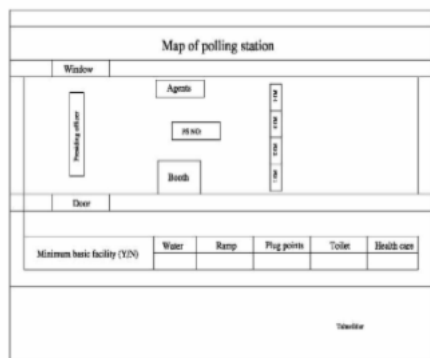 Map of polling station
Window
Agents
Presiding officer
PS NO
Booth
Door
Minimum basic facility (Y/N)
Water
Ramp
Plug points
Toilet
Health care
Tahsildar